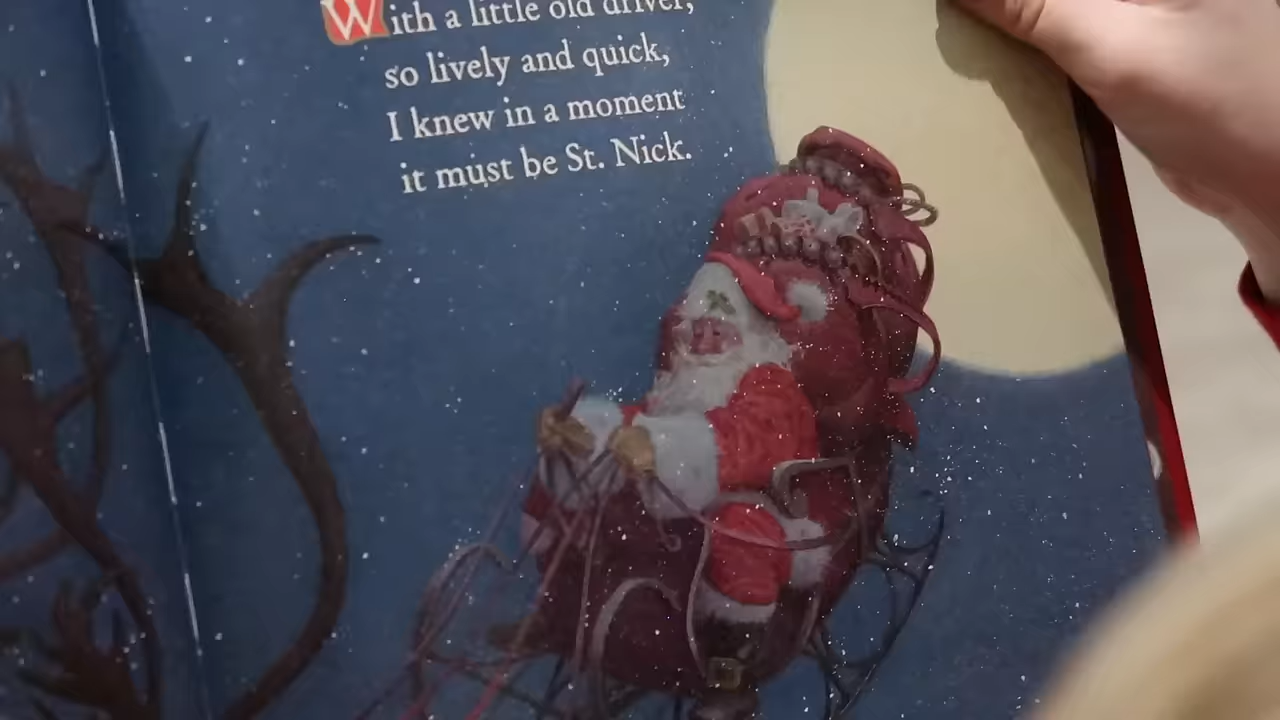 With a little old driver,
so lively and quick,
I knew in a moment
it must be St. Nick.